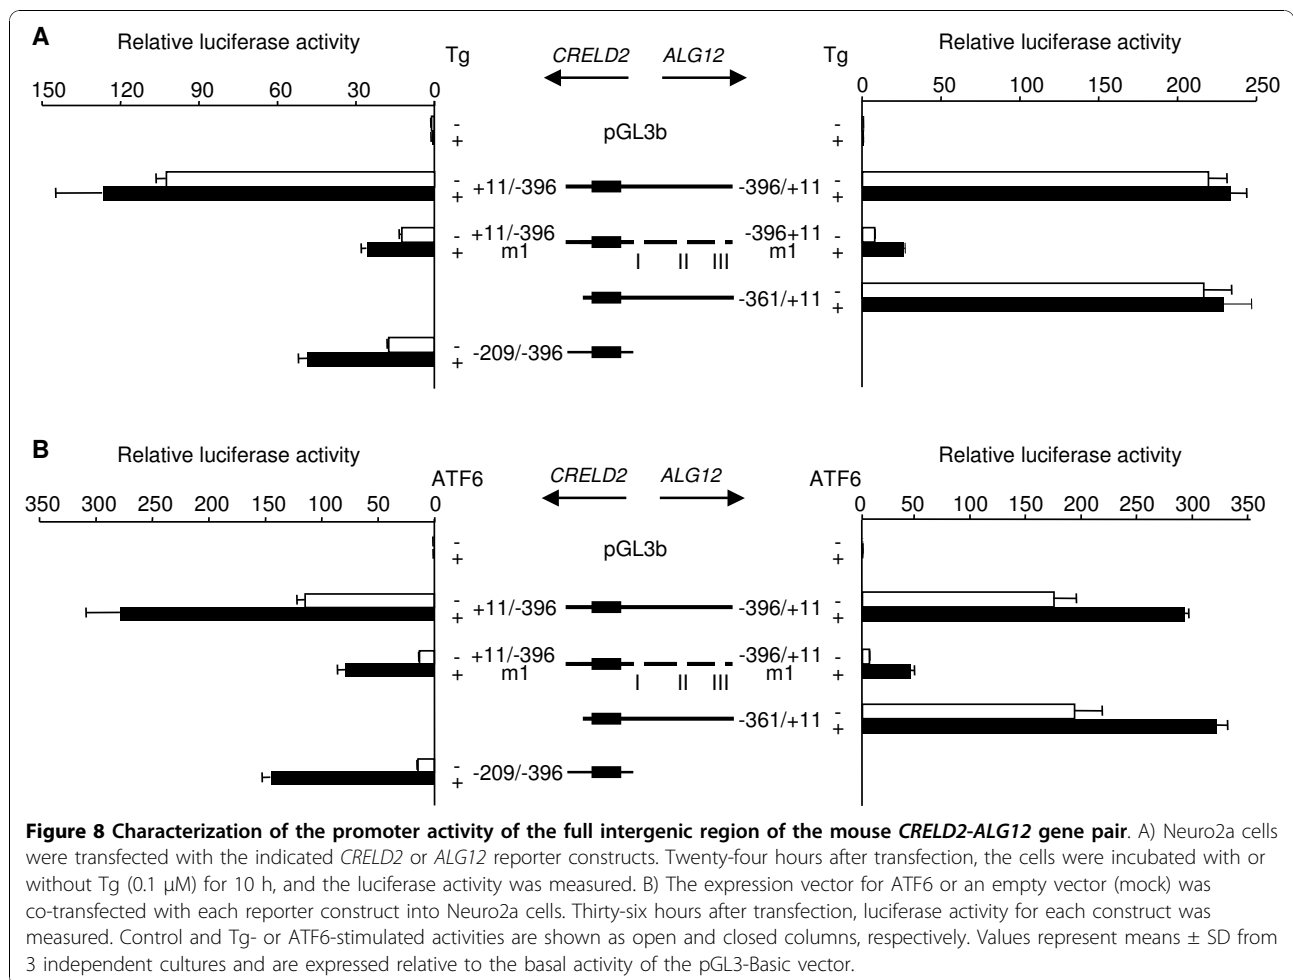 A
Relative luciferase activity
Tg
CRELD2 ALG12
Tg
Relative luciferase activity
150 120 90 60 30 0
0 50 100 150 200 250
-
+
pGL3b
-
+
-
+
+11/-396
-396/+11
-
+
-
+
+11/-396
m1
I II III
-396+11
m1
-
+
-361/+11
-
+
-
+
-209/-396
B
Relative luciferase activity
ATF6
CRELD2 ALG12
ATF6
Relative luciferase activity
350 300 250 200 150 100 50 0
0 50 100 150 200 250 300 350
-
+
pGL3b
-
+
-
+
+11/-396
-396/+11
-
+
-
+
+11/-396
m1
I II III
-396/+11
m1
-
+
-361/+11
-
+
-
+
-209/-396
Figure 8 Characterization of the promoter activity of the full intergenic region of the mouse CRELD2-ALG12 gene pair. A) Neuro2a cells
were transfected with the indicated CRELD2 or ALG12 reporter constructs. Twenty-four hours after transfection, the cells were incubated with or
without Tg (0.1 μM) for 10 h, and the luciferase activity was measured. B) The expression vector for ATF6 or an empty vector (mock) was
co-transfected with each reporter construct into Neuro2a cells. Thirty-six hours after transfection, luciferase activity for each construct was
measured. Control and Tg- or ATF6-stimulated activities are shown as open and closed columns, respectively. Values represent means ± SD from
3 independent cultures and are expressed relative to the basal activity of the pGL3-Basic vector.